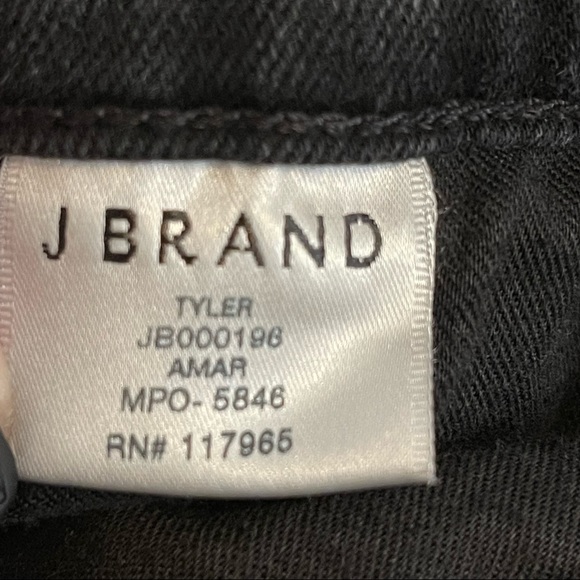 J BRAND
TYLER
JB000196
AMAR
MPO- 5846
RN# 117965